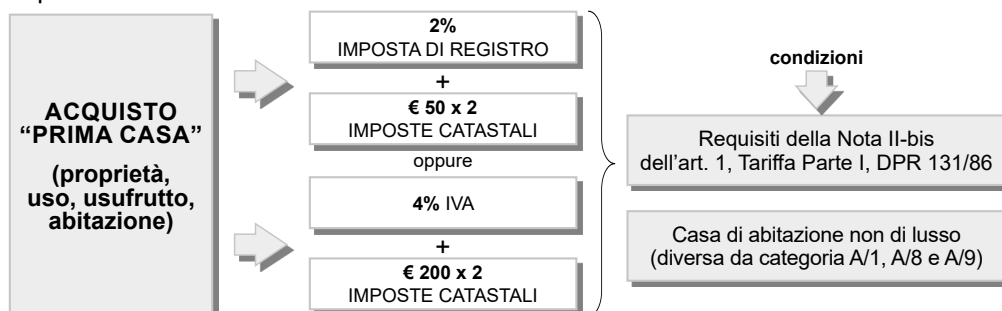 ACQUISTO
“PRIMA CASA”
(proprietà,
uso, usufrutto,
abitazione)
2%
IMPOSTA DI REGISTRO
+
€ 50 x 2
IMPOSTE CATASTALI
oppure
4% IVA
+
€ 200 x 2
IMPOSTE CATASTALI
condizioni
Requisiti della Nota II-bis
dell’art. 1, Tariffa Parte I, DPR 131/86
Casa di abitazione non di lusso
(diversa da categoria A/1, A/8 e A/9)